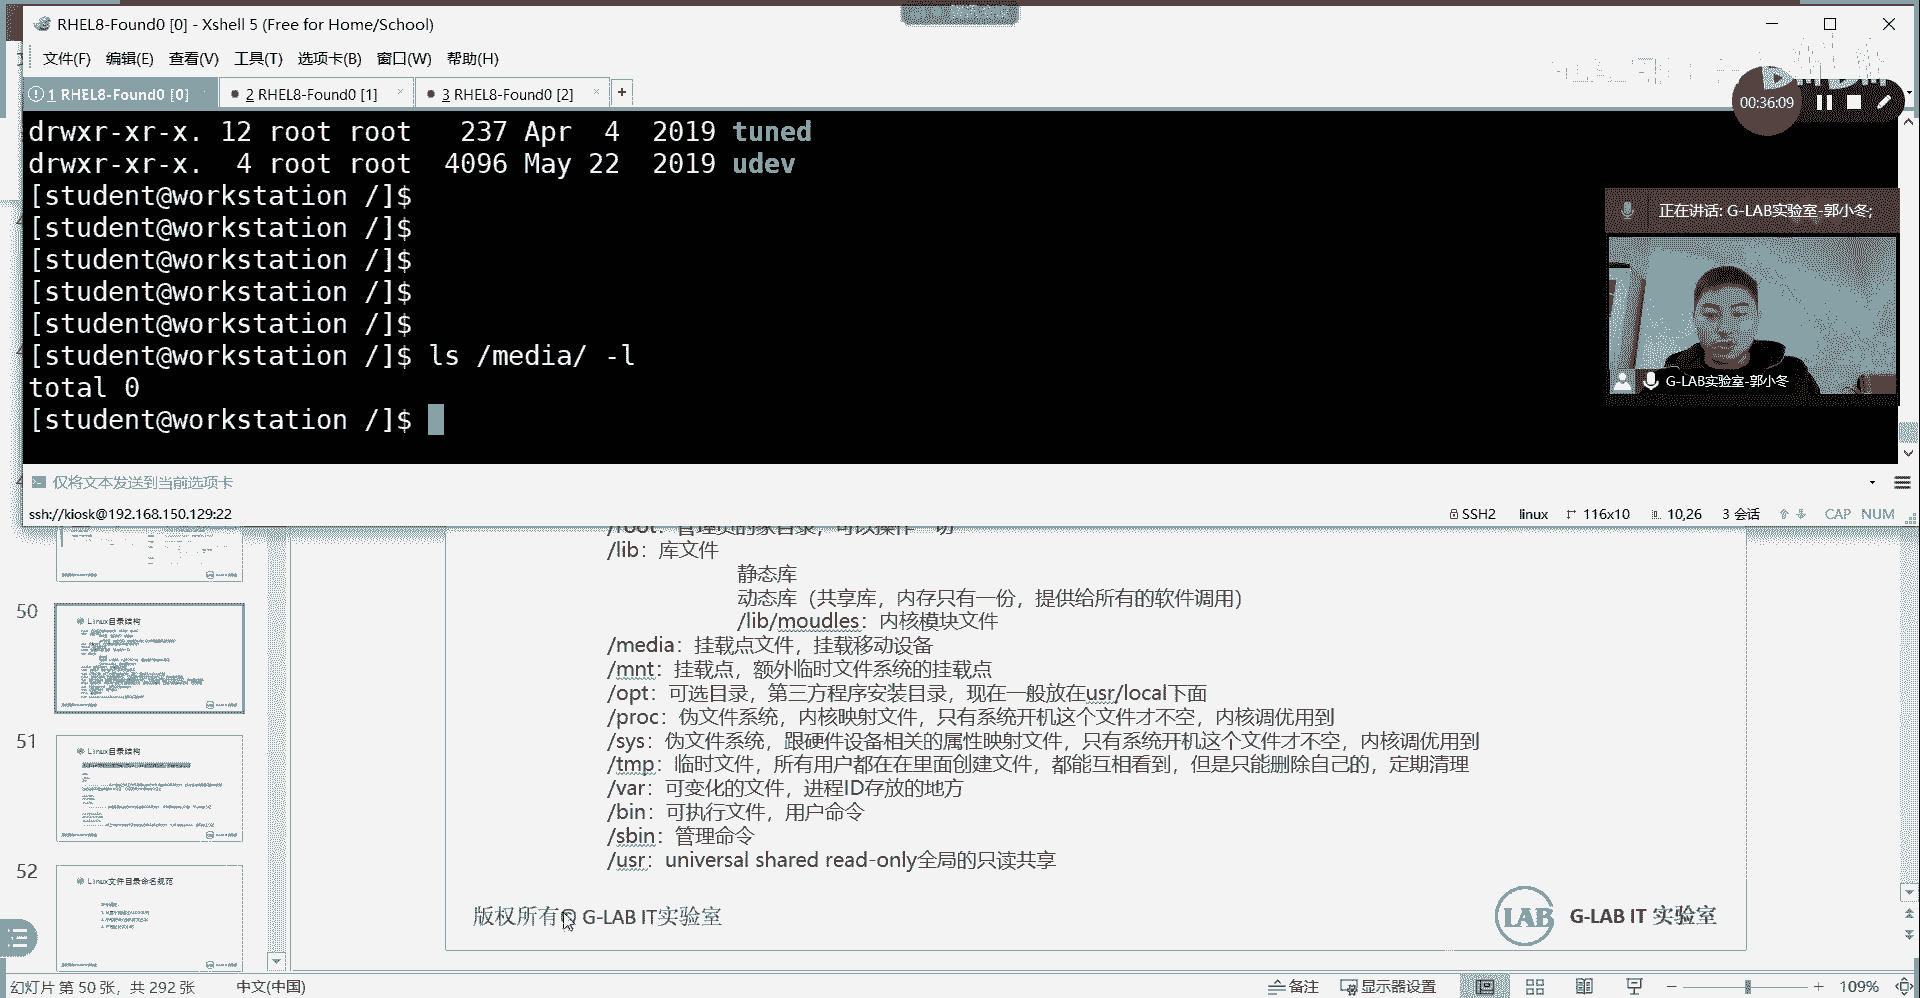 RHEL8-Found0 [0] - Xshell 5 (Free for Home/School)
文件(F) 编辑(E) 查看(V) 工具(T) 选项卡(B) 窗口(W) 帮助(H)
1 RHEL8-Found0 [0] 2 RHEL8-Found0 [1] 3 RHEL8-Found0 [2] +
00:36:09
drwxr-xr-x. 12 root root 237 Apr 4 2019 tuned
drwxr-xr-x. 4 root root 4096 May 22 2019 udev
[student@workstation /]$
[student@workstation /]$
[student@workstation /]$
[student@workstation /]$
[student@workstation /]$
[student@workstation /]$ ls /media/ -l
total 0
[student@workstation /]$
正在讲话: G-LAB实验室-郭小冬;
G-LAB实验室-郭小冬
仅将文本发送到当前选项卡
ssh://kiosk@192.168.150.129:22 SSH2 linux 116x10 10,26 3 会话 CAP NUM
/root：管理员的家目录，可以操作一切
/lib：库文件
静态库
动态库（共享库，内存只有一份，提供给所有的软件调用）
/lib/moudles：内核模块文件
/media：挂载点文件，挂载移动设备
/mnt：挂载点，额外临时文件系统的挂载点
/opt：可选目录，第三方程序安装目录，现在一般放在usr/local下面
/proc：伪文件系统，内核映射文件，只有系统开机这个文件才不空，内核调优用到
/sys：伪文件系统，跟硬件设备相关的属性映射文件，只有系统开机这个文件才不空，内核调优用到
/tmp：临时文件，所有用户都在在里面创建文件，都能互相看到，但是只能删除自己的，定期清理
/var：可变化的文件，进程ID存放的地方
/bin：可执行文件，用户命令
/sbin：管理命令
/usr：universal shared read-only全局的只读共享
版权所有© G-LAB IT实验室
LAB G-LAB IT 实验室
50
Linux目录结构
51
Linux目录结构
52
Linux文件目录命名规范
幻灯片 第 50 张，共 292 张 中文(中国) 备注 显示器设置 109%